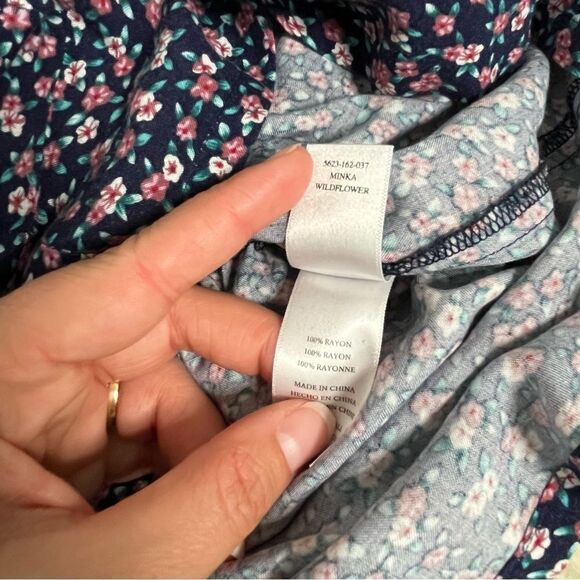 5623-162-037
MINKA
WILDFLOWER
100% RAYON
100% RAYON
100% RAYONNE
MADE IN CHINA
HECHO EN CHINA